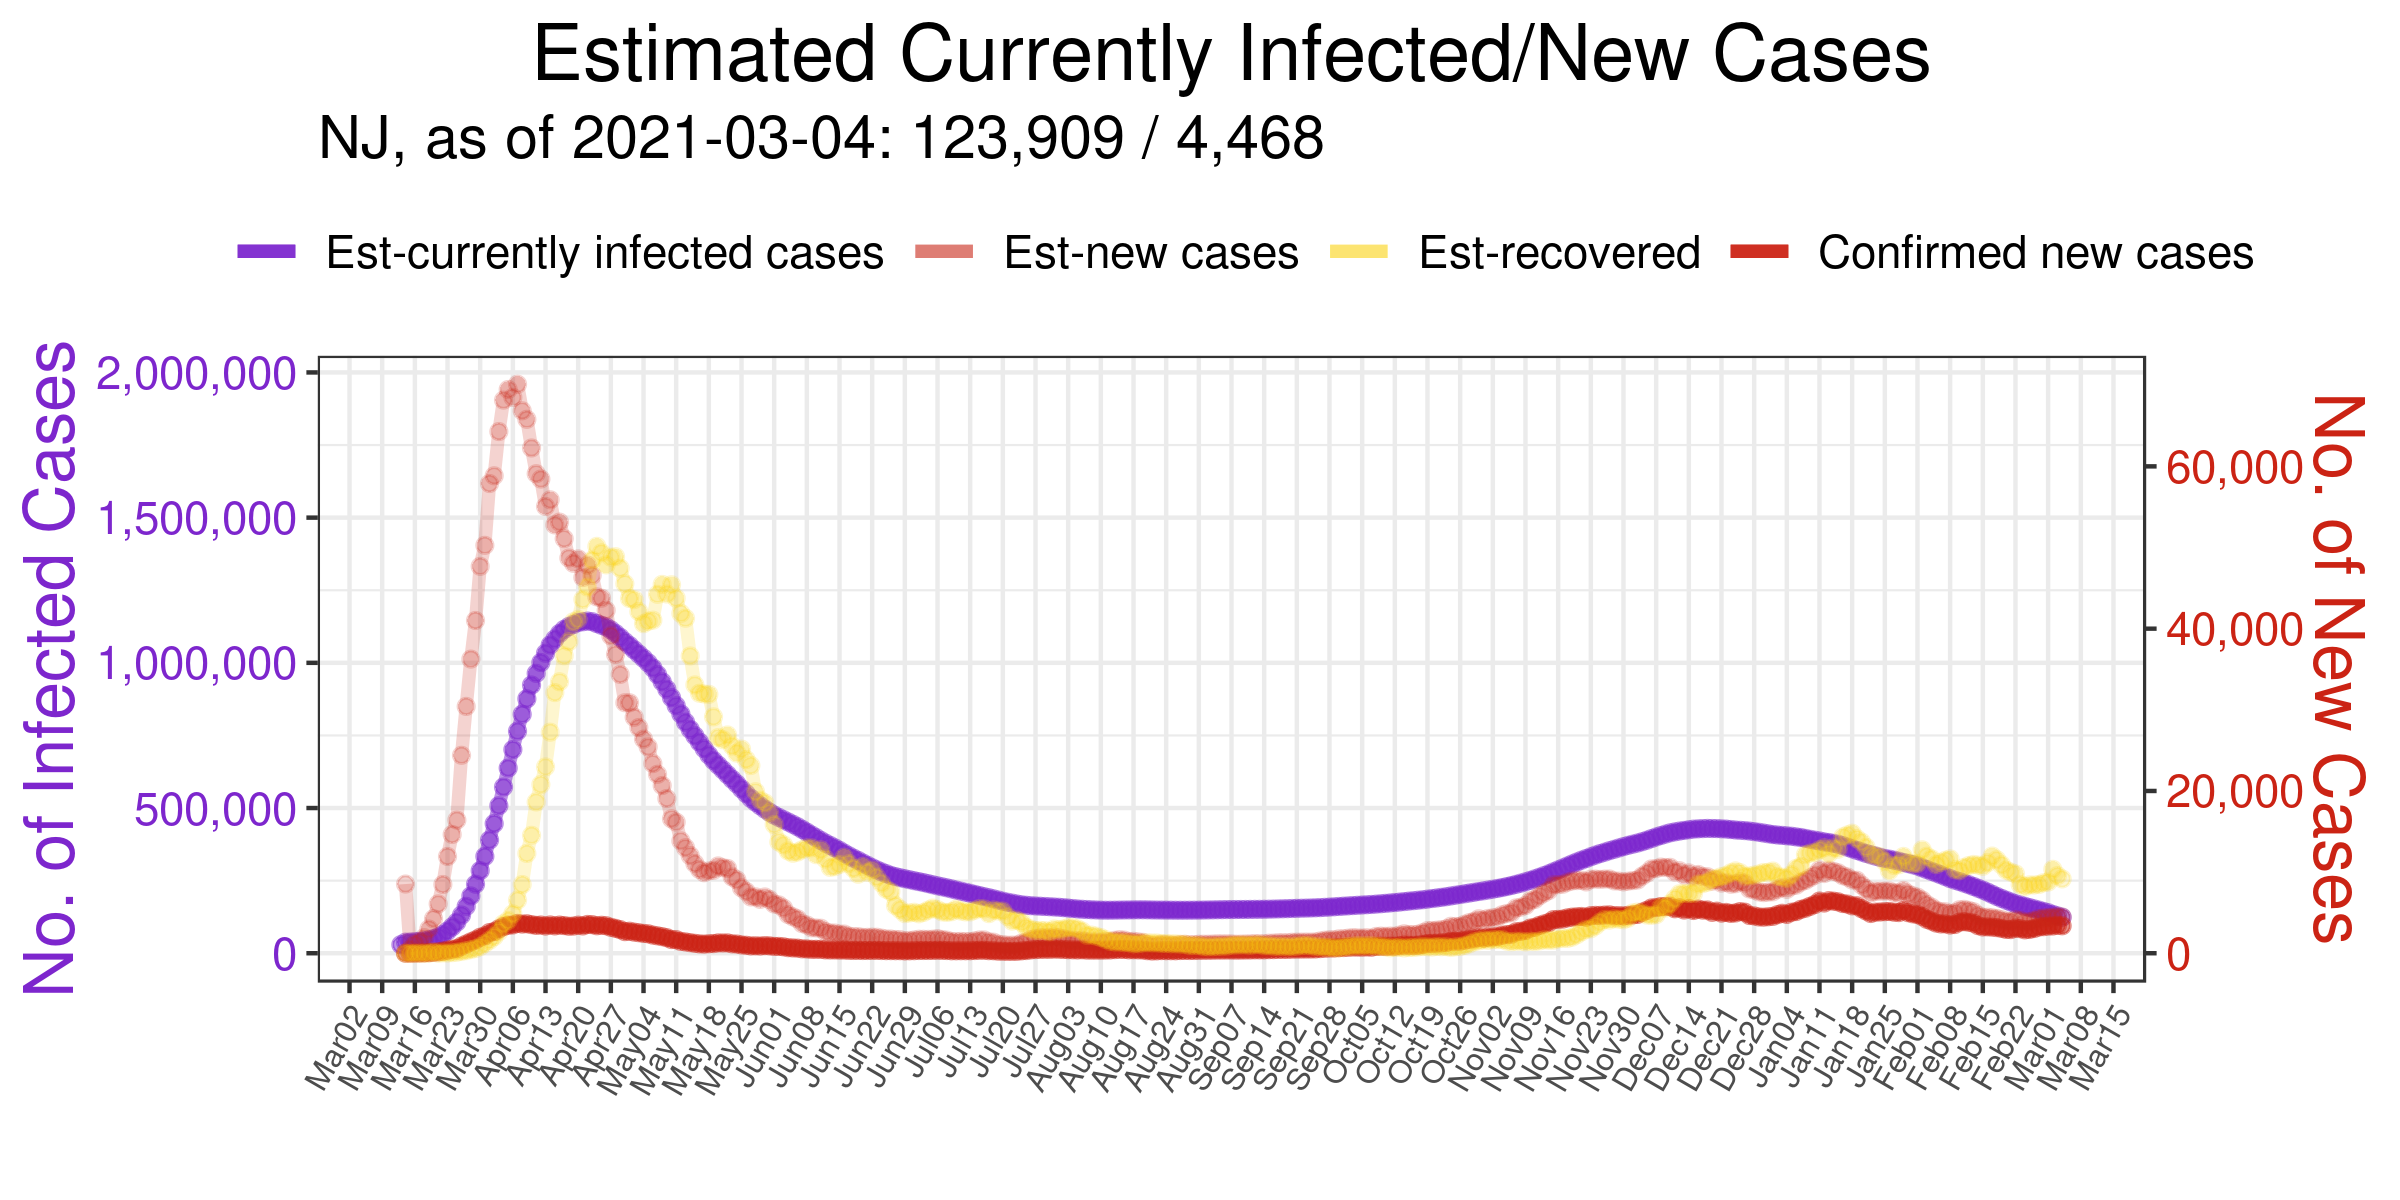 Estimated Currently Infected/New Cases
NJ, as of 2021-03-04: 123,909 / 4,468
Est-currently infected cases Est-new cases Est-recovered Confirmed new cases
No. of Infected Cases
2,000,000
1,500,000
1,000,000
500,000
0
60,000
40,000
20,000
0
No. of New Cases
Mar02 Mar09 Mar16 Mar23 Mar30 Apr06 Apr13 Apr20 Apr27 May04 May11 May18 May25 Jun01 Jun08 Jun15 Jun22 Jun29 Jul06 Jul13 Jul20 Jul27 Aug03 Aug10 Aug17 Aug24 Aug31 Sep07 Sep14 Sep21 Sep28 Oct05 Oct12 Oct19 Oct26 Nov02 Nov09 Nov16 Nov23 Nov30 Dec07 Dec14 Dec21 Dec28 Jan04 Jan11 Jan18 Jan25 Feb01 Feb08 Feb15 Feb22 Mar01 Mar08 Mar15